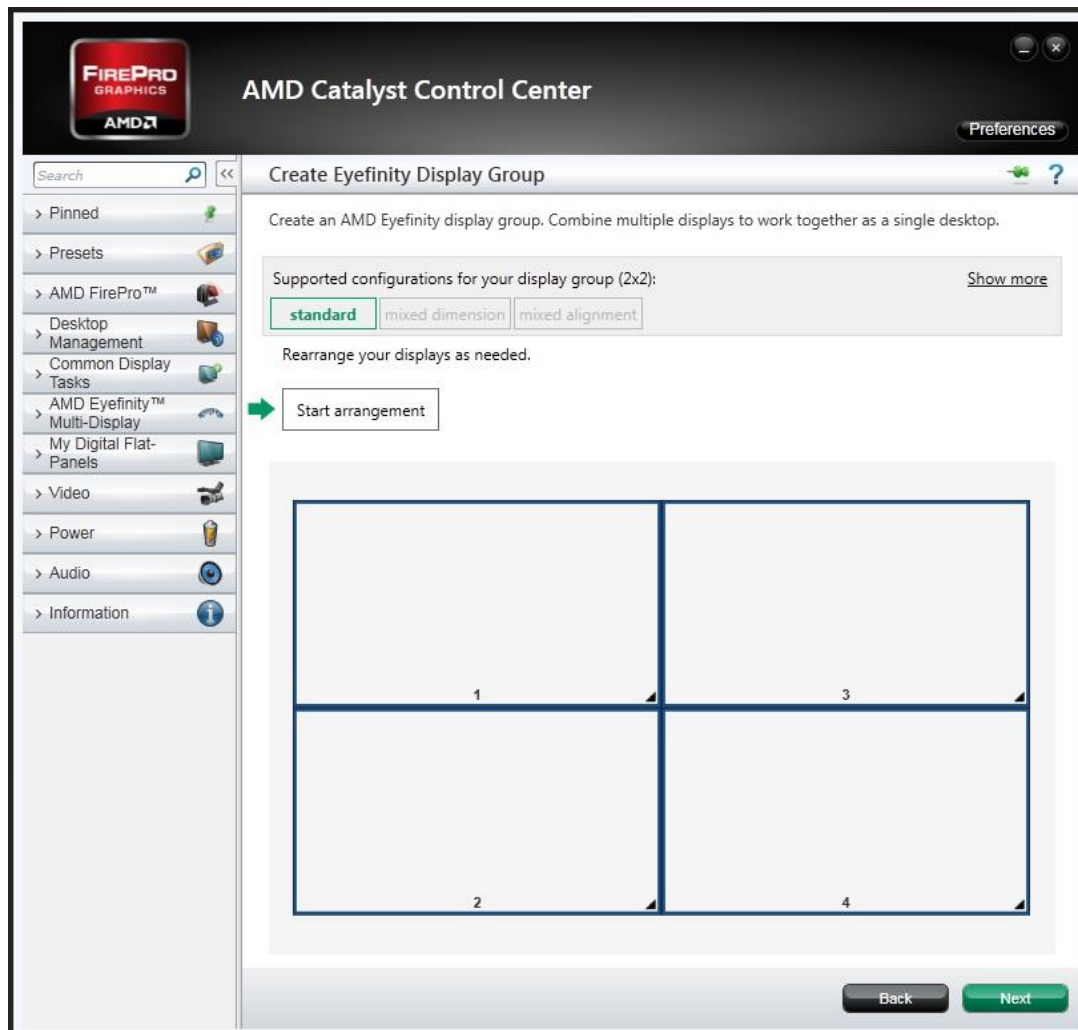 FIREPRO
GRAPHICS
AMD
AMD Catalyst Control Center
Preferences
Search
<<
Create Eyefinity Display Group
?
> Pinned
> Presets
> AMD FirePro™
> Desktop
Management
> Common Display
Tasks
> AMD Eyefinity™
Multi-Display
> My Digital Flat-
Panels
> Video
> Power
> Audio
> Information
Create an AMD Eyefinity display group. Combine multiple displays to work together as a single desktop.
Supported configurations for your display group (2x2):
Show more
standard
mixed dimension
mixed alignment
Rearrange your displays as needed.
Start arrangement
1
3
2
4
Back
Next